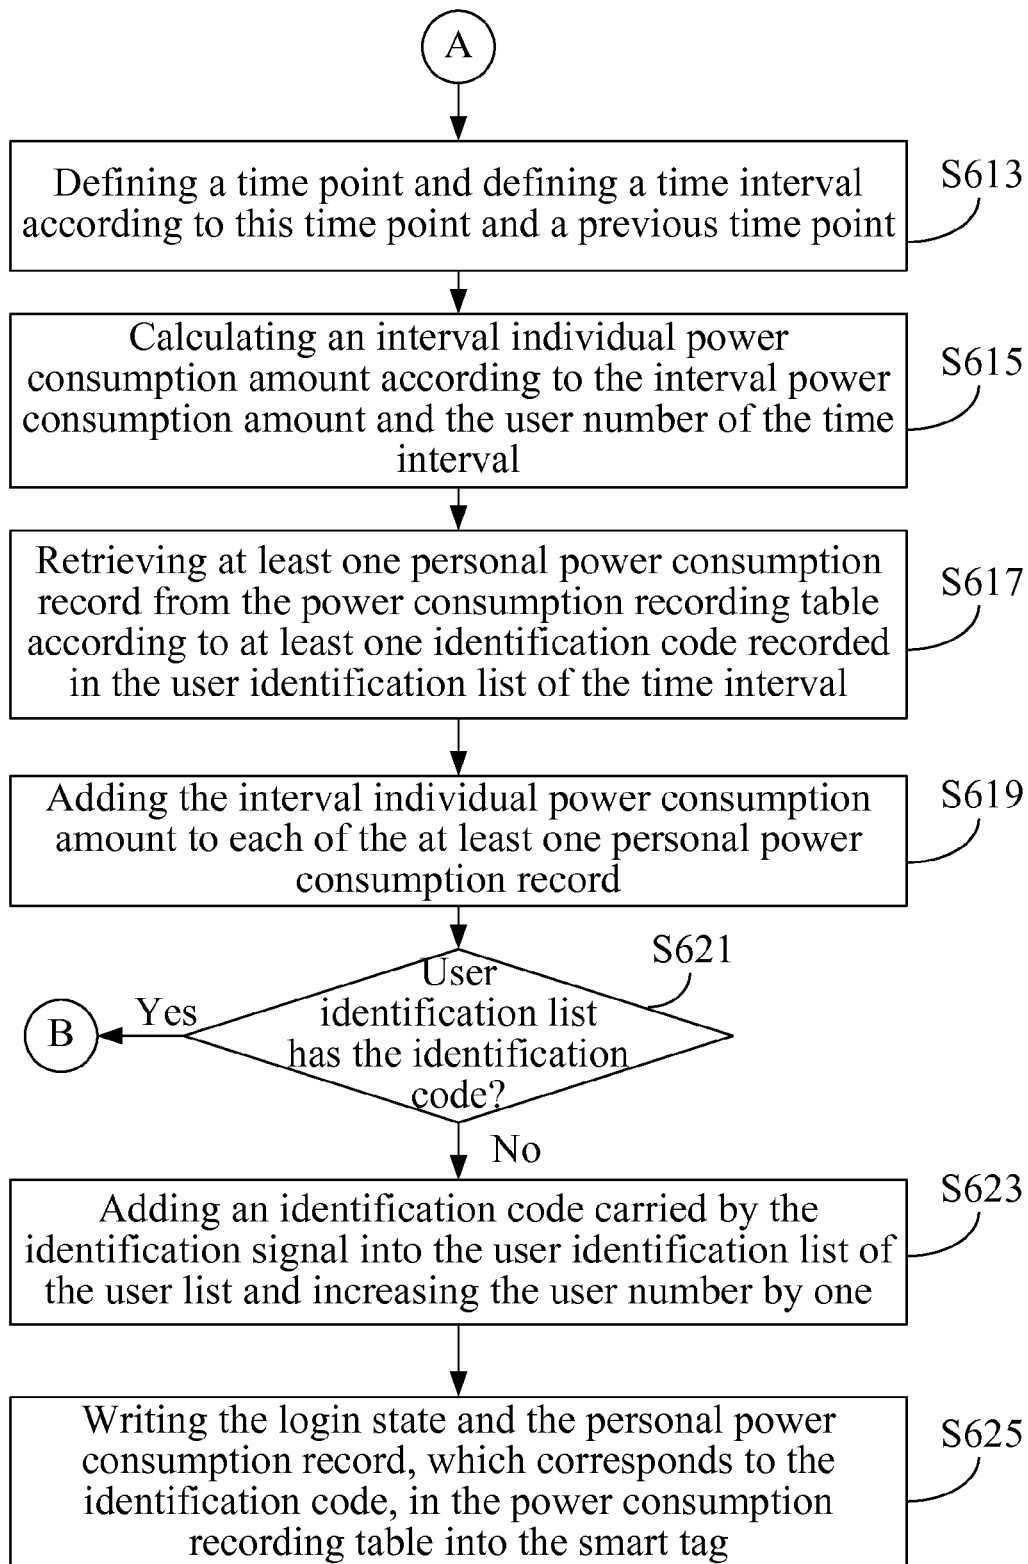 A
Defining a time point and defining a time interval
according to this time point and a previous time point
S613
Calculating an interval individual power
consumption amount according to the interval power
consumption amount and the user number of the time
interval
S615
Retrieving at least one personal power consumption
record from the power consumption recording table
according to at least one identification code recorded
in the user identification list of the time interval
S617
Adding the interval individual power consumption
amount to each of the at least one personal power
consumption record
S619
User
identification list
has the identification
code?
S621
Yes
B
No
Adding an identification code carried by the
identification signal into the user identification list of
the user list and increasing the user number by one
S623
Writing the login state and the personal power
consumption record, which corresponds to the
identification code, in the power consumption
recording table into the smart tag
S625